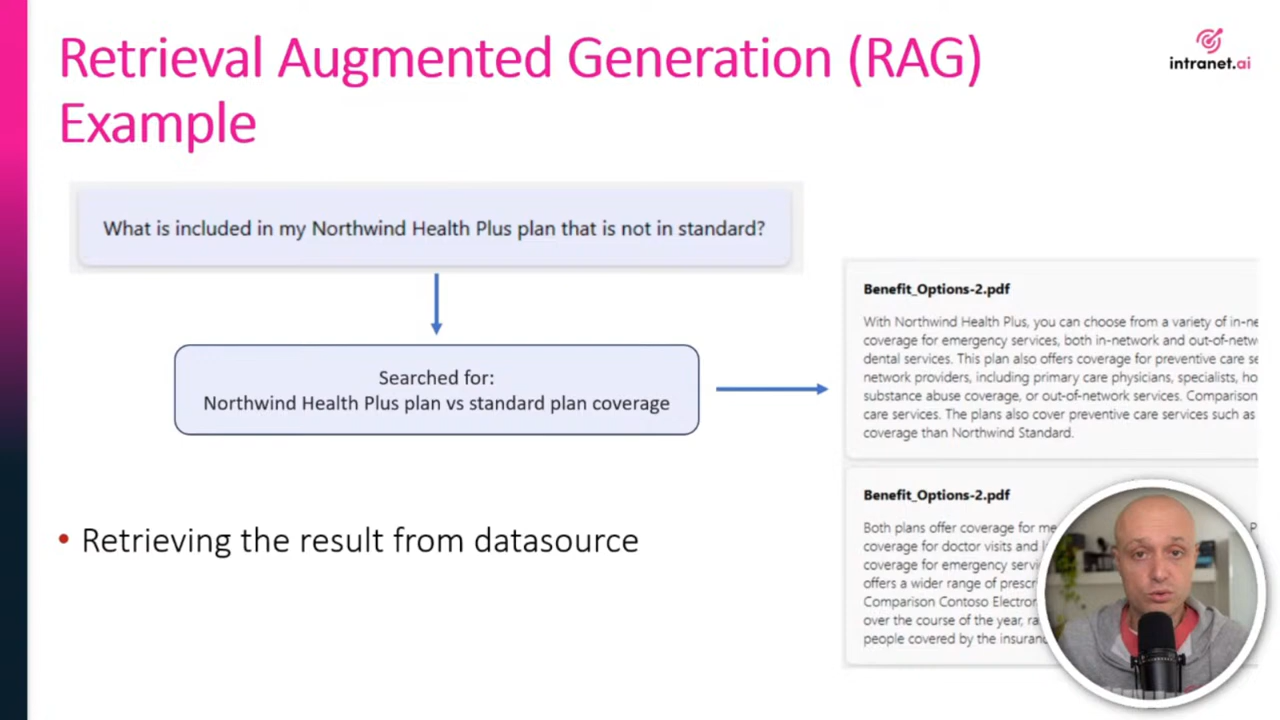 Retrieval Augmented Generation (RAG)
Example
intranet.ai
What is included in my Northwind Health Plus plan that is not in standard?
Searched for:
Northwind Health Plus plan vs standard plan coverage
• Retrieving the result from datasource
Benefit_Options-2.pdf
With Northwind Health Plus, you can choose from a variety of in-ne
coverage for emergency services, both in-network and out-of-netw
dental services. This plan also offers coverage for preventive care se
network providers, including primary care physicians, specialists, ho
substance abuse coverage, or out-of-network services. Comparison
care services. The plans also cover preventive care services such as
coverage than Northwind Standard.
Benefit_Options-2.pdf
Both plans offer coverage for me P
coverage for doctor visits and l
coverage for emergency servi
offers a wider range of prescr
Comparison Contoso Electror
over the course of the year, ra
people covered by the insuran